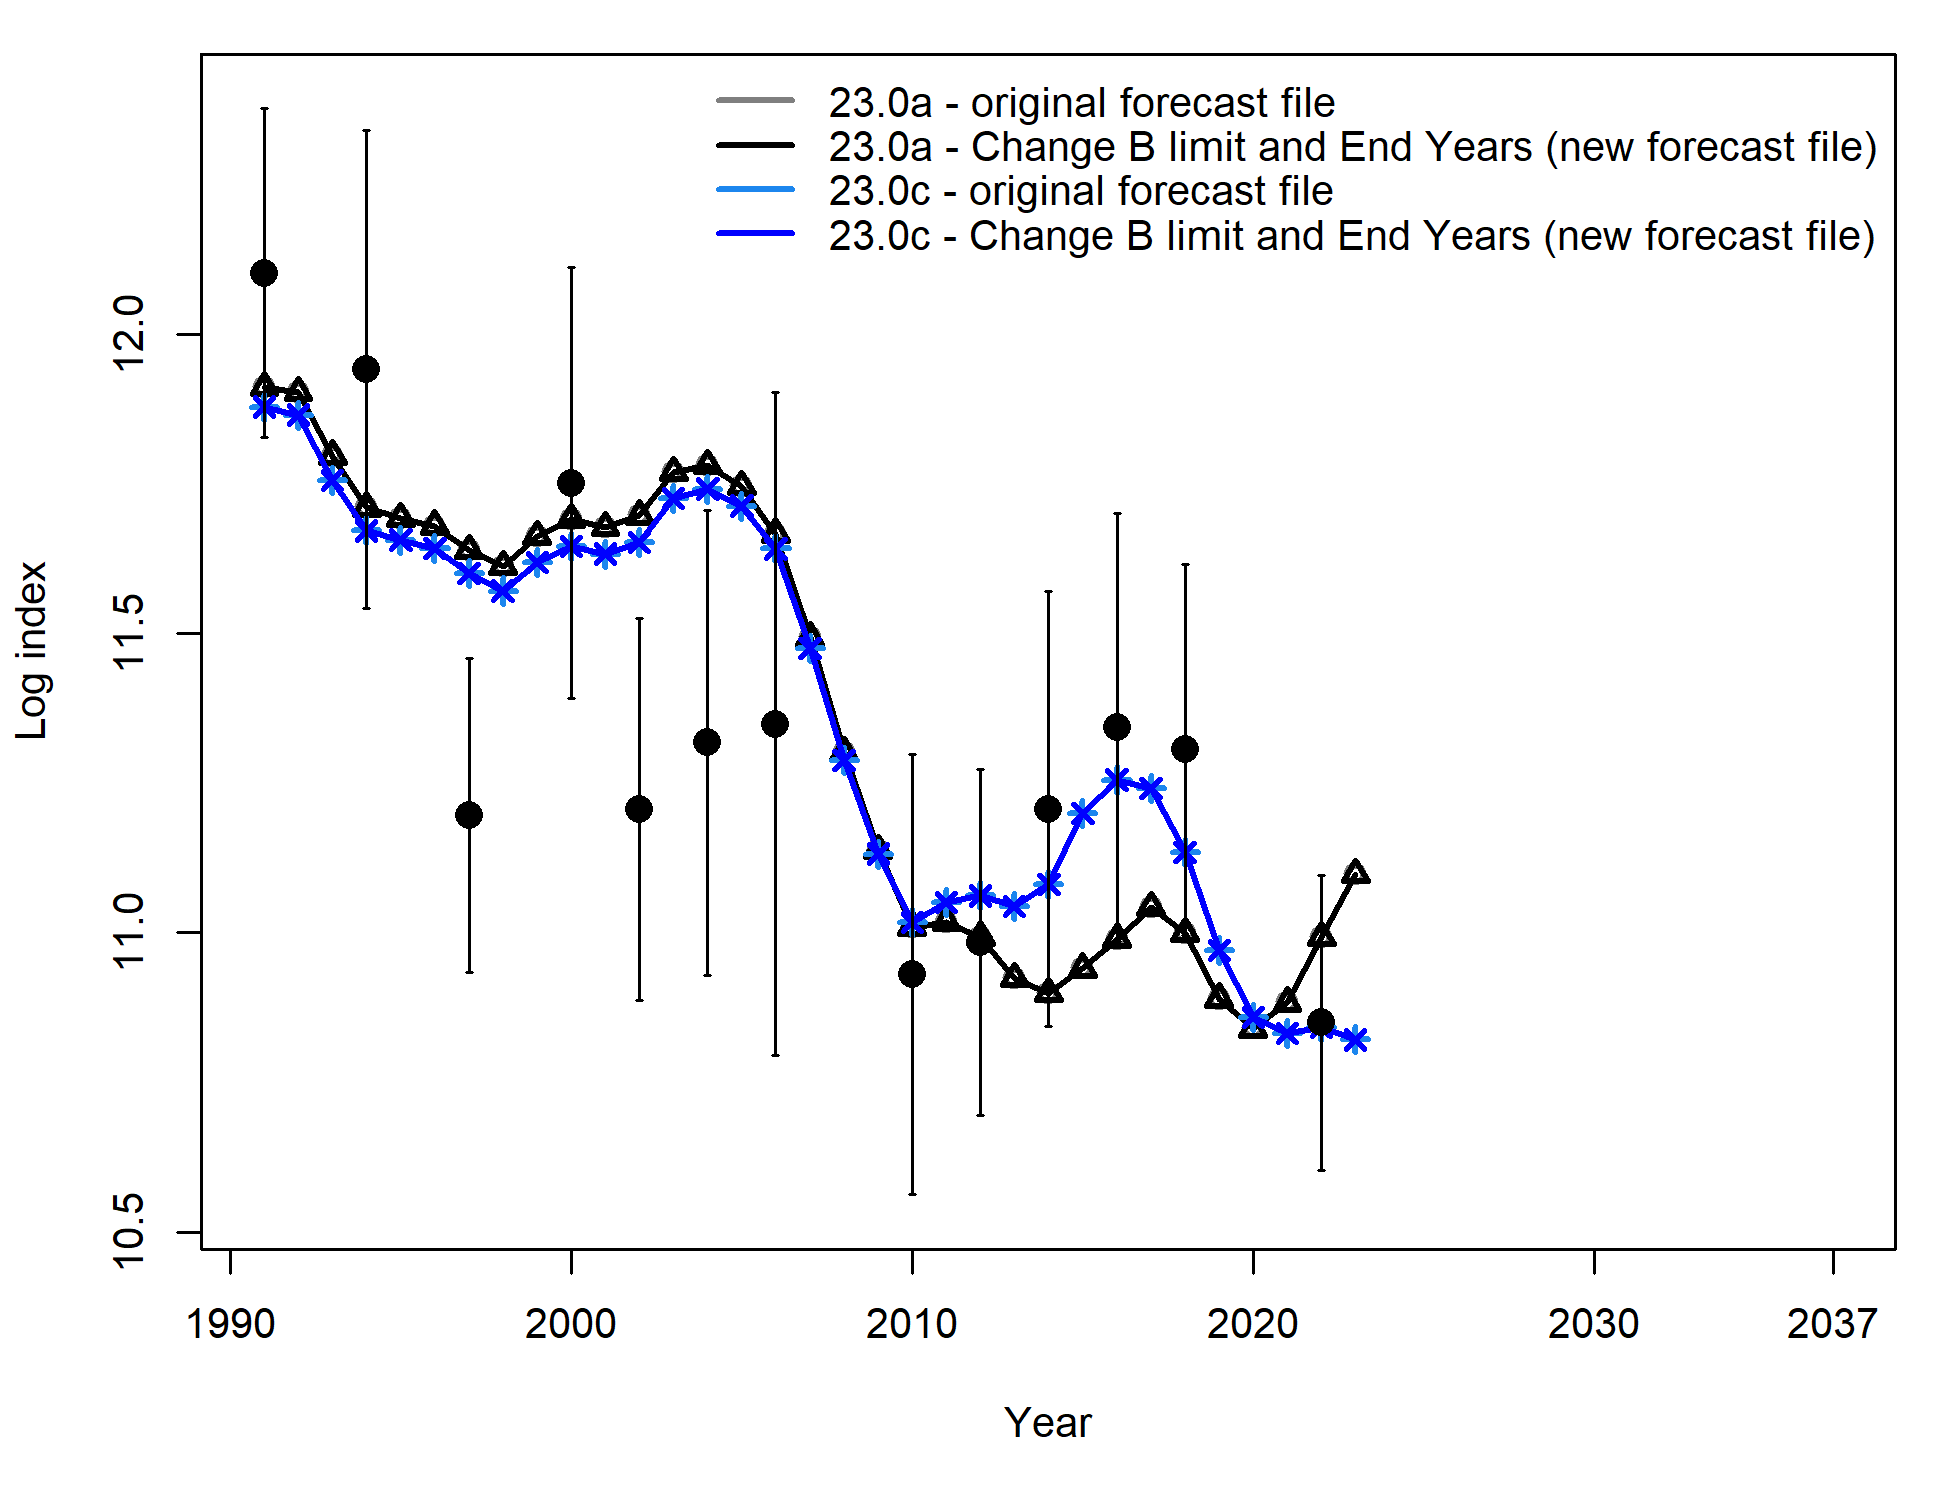 23.0a - original forecast file
23.0a - Change B limit and End Years (new forecast file)
23.0c - original forecast file
23.0c - Change B limit and End Years (new forecast file)
12.0
11.5
11.0
10.5
Log index
1990 2000 2010 2020 2030 2037
Year